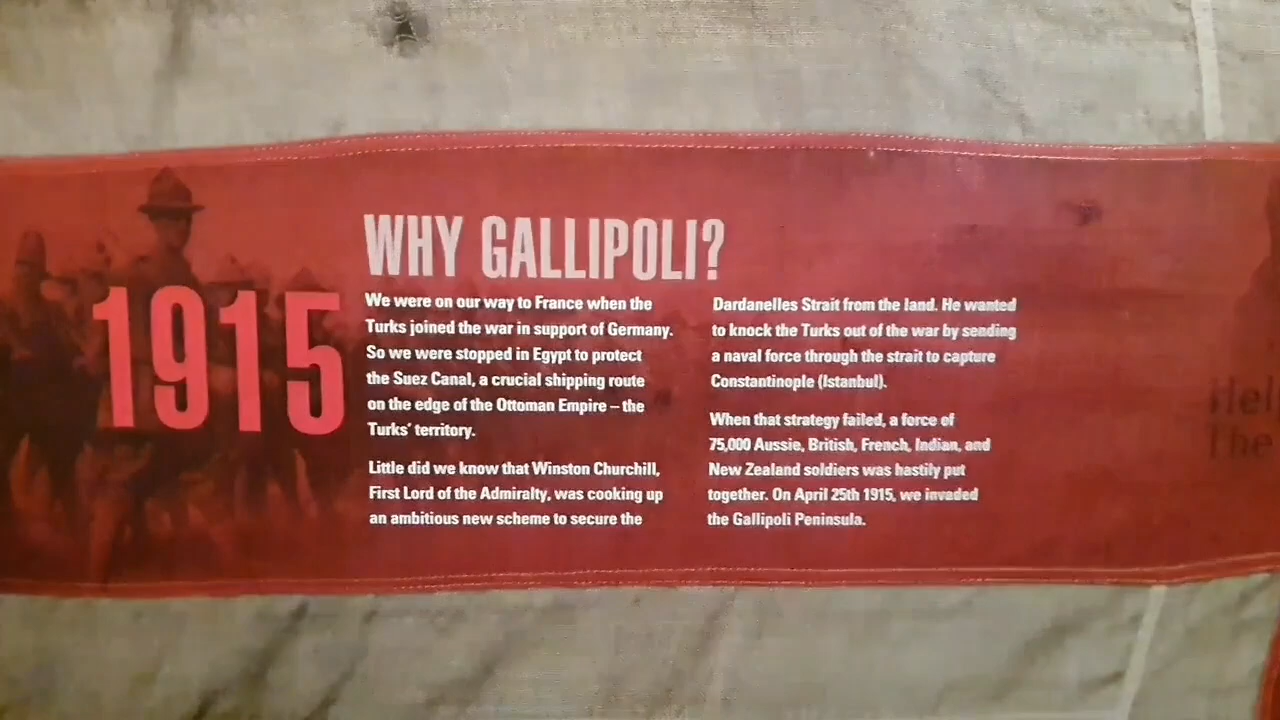 WHY GALLIPOLI?
1915
We were on our way to France when the
Turks joined the war in support of Germany.
So we were stopped in Egypt to protect
the Suez Canal, a crucial shipping route
on the edge of the Ottoman Empire – the
Turks' territory.
Little did we know that Winston Churchill,
First Lord of the Admiralty, was cooking up
an ambitious new scheme to secure the
Dardanelles Strait from the land. He wanted
to knock the Turks out of the war by sending
a naval force through the strait to capture
Constantinople (Istanbul).
When that strategy failed, a force of
75,000 Aussie, British, French, Indian, and
New Zealand soldiers was hastily put
together. On April 25th 1915, we invaded
the Gallipoli Peninsula.
The